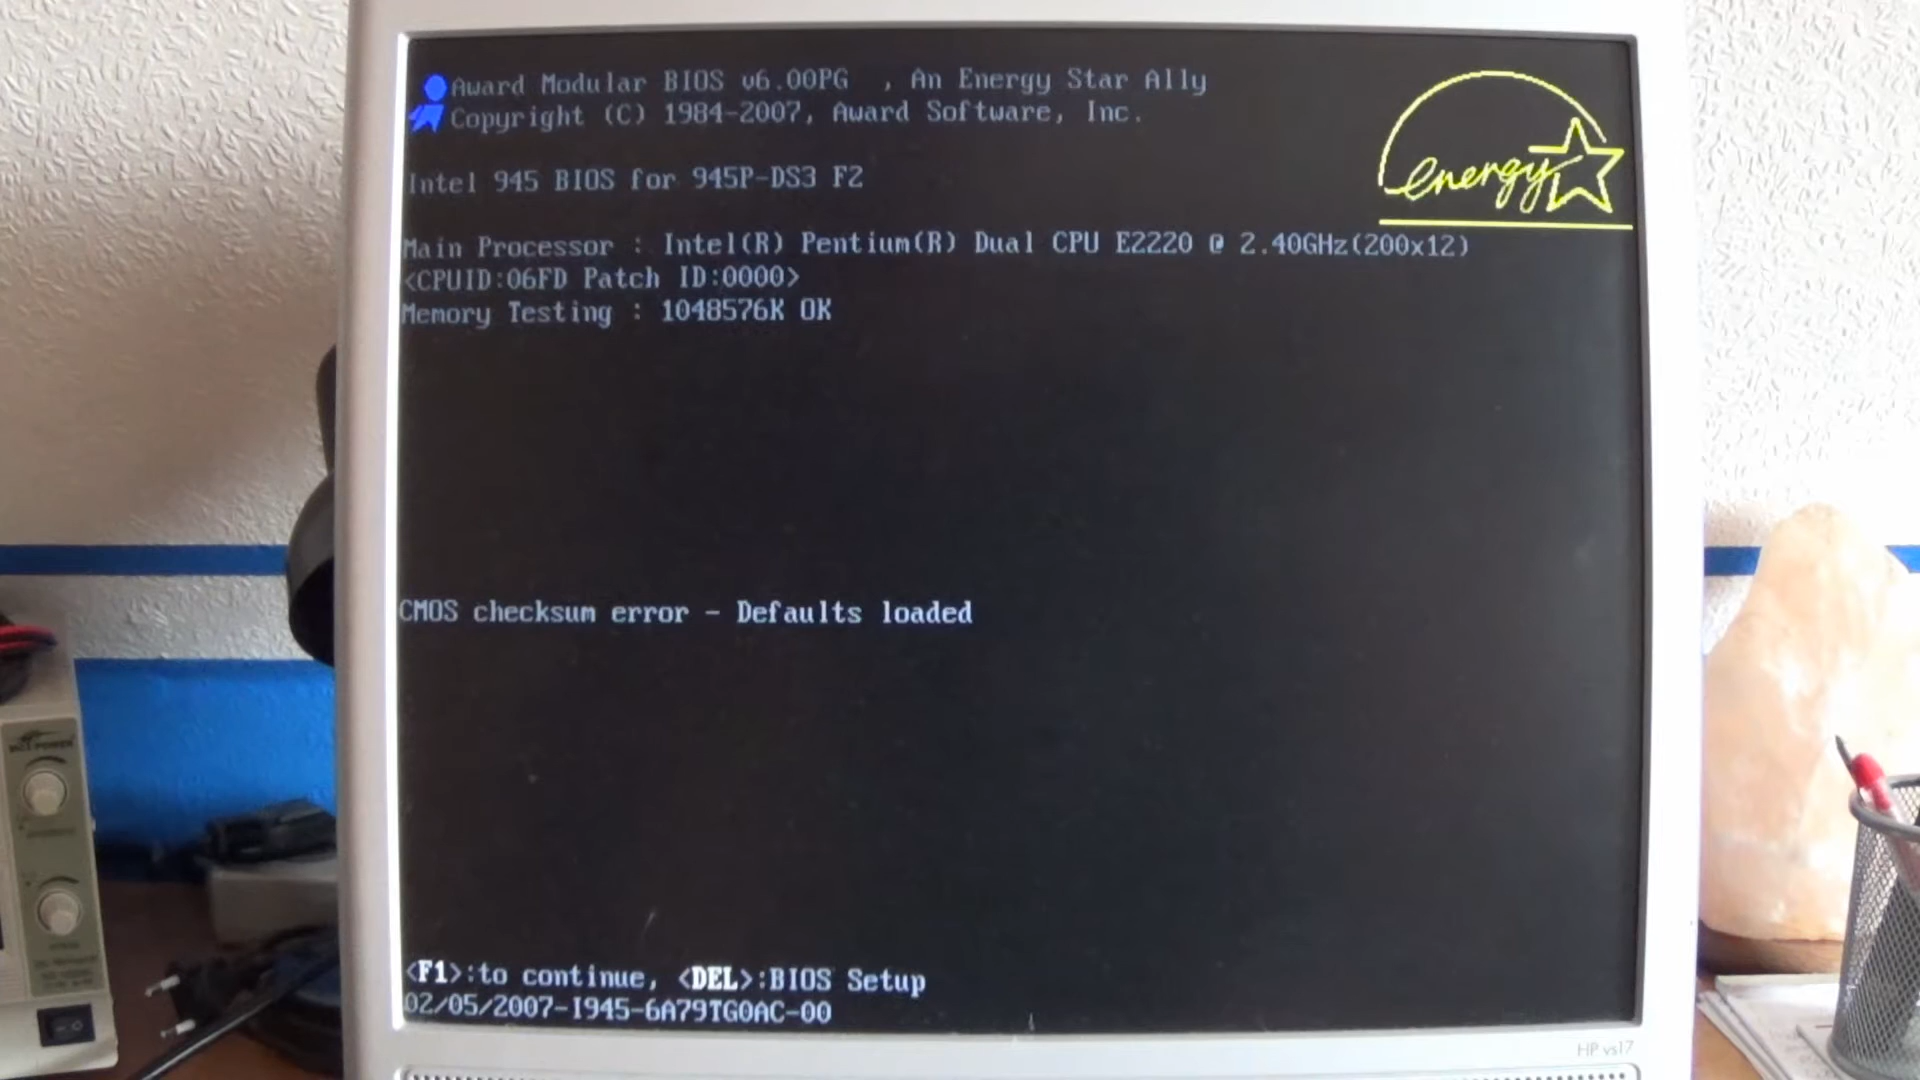 Award Modular BIOS v6.00PG , An Energy Star Ally
Copyright (C) 1984-2007, Award Software, Inc.
energy
Intel 945 BIOS for 945P-DS3 F2
Main Processor : Intel(R) Pentium(R) Dual CPU E2220 @ 2.40GHz(200x12)
<CPUID:06FD Patch ID:0000>
Memory Testing : 1048576K OK
CMOS checksum error - Defaults loaded
<F1>:to continue, <DEL>:BIOS Setup
02/05/2007-I945-6A79TG0AC-00
HP vs17